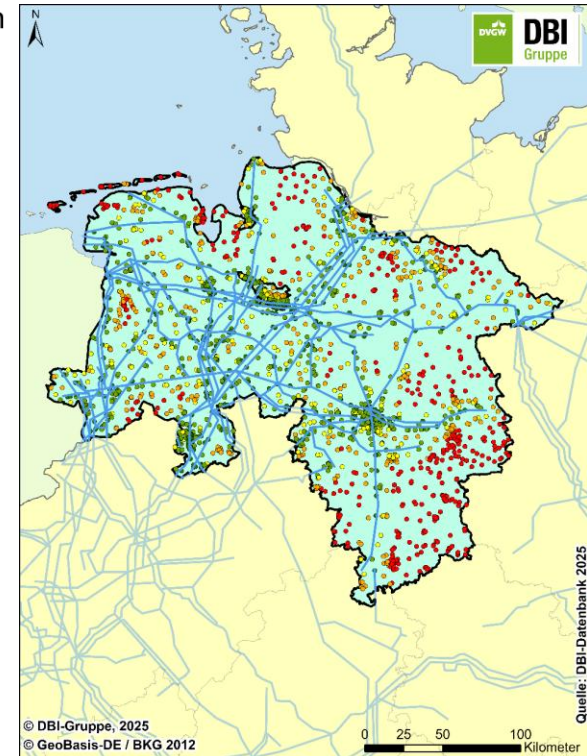 n
N
DVGW
DBI
Gruppe
Quelle: DBI-Datenbank 2025
© DBI-Gruppe, 2025
© GeoBasis-DE / BKG 2012
0 25 50 100
Kilometer